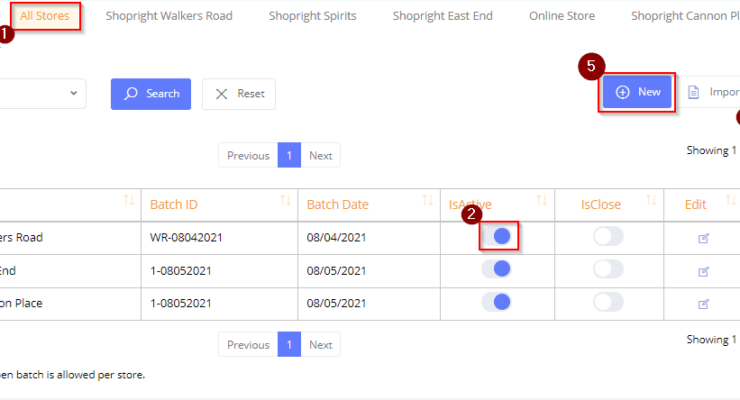 All Stores Shopright Walkers Road Shopright Spirits Shopright East End Online Store Shopright Cannon Pl
1
5
Search Reset New Impor
Previous 1 Next Showing 1
Batch ID Batch Date IsActive IsClose Edit
2
ers Road WR-08042021 08/04/2021
End 1-08052021 08/05/2021
on Place 1-08052021 08/05/2021
Previous 1 Next Showing 1
en batch is allowed per store.